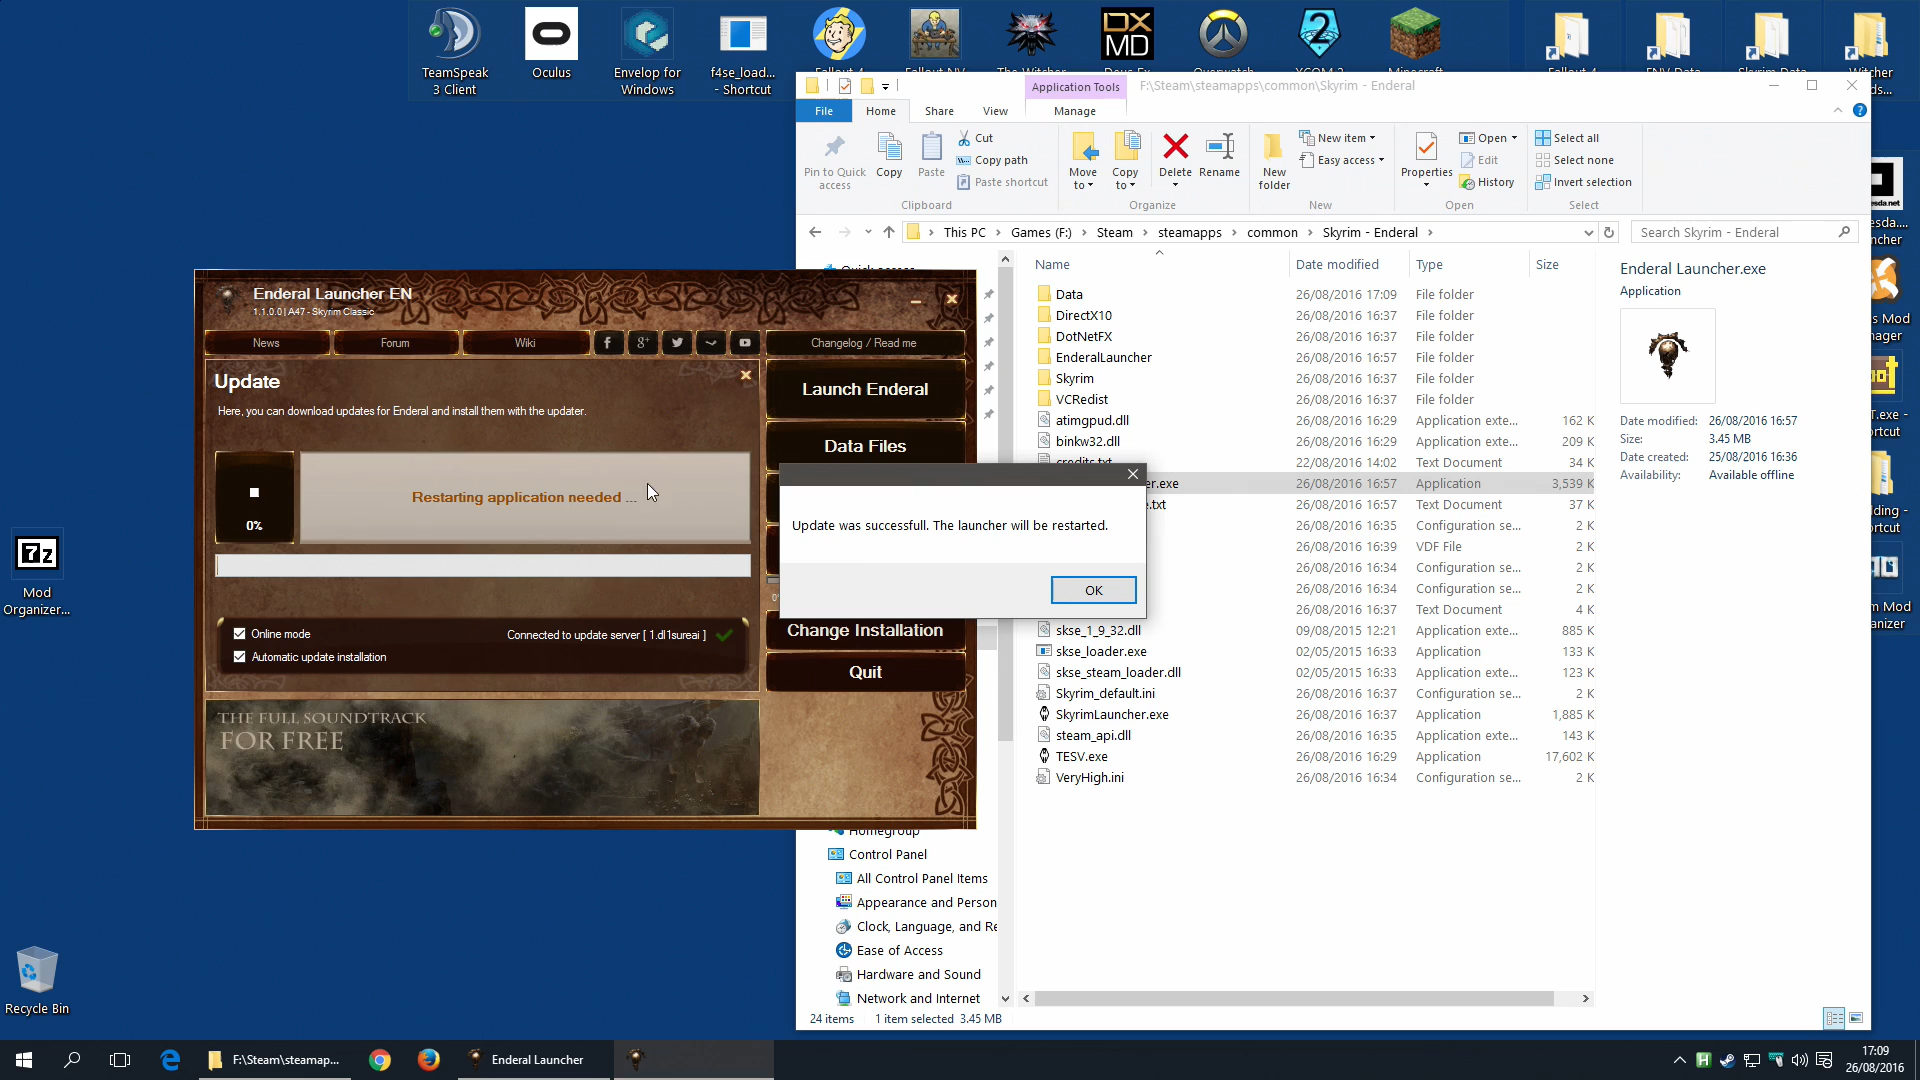 TeamSpeak
3 Client
Oculus
Envelop for
Windows
f4se_load...
- Shortcut
DX
MD
Minecraft
Application Tools
F:\Steam\steamapps\common\Skyrim - Enderal
File
Home
Share
View
Manage
Pin to Quick
access
Copy
Paste
Cut
Copy path
Paste shortcut
Clipboard
Move
to
Copy
to
Delete
Rename
Organize
New
folder
New item
Easy access
New
Properties
Open
Edit
History
Open
Select all
Select none
Invert selection
Select
This PC > Games (F:) > Steam > steamapps > common > Skyrim - Enderal >
Search Skyrim - Enderal
Name Date modified Type Size
Data 26/08/2016 17:09 File folder
DirectX10 26/08/2016 16:37 File folder
DotNetFX 26/08/2016 16:37 File folder
EnderalLauncher 26/08/2016 16:57 File folder
Skyrim 26/08/2016 16:37 File folder
VCRedist 26/08/2016 16:37 File folder
atimgpud.dll 26/08/2016 16:29 Application exte... 162 K
binkw32.dll 26/08/2016 16:29 Application exte... 209 K
credits.txt 22/08/2016 14:02 Text Document 34 K
er.exe 26/08/2016 16:57 Application 3,539 K
e.txt 26/08/2016 16:57 Text Document 37 K
26/08/2016 16:35 Configuration se... 2 K
26/08/2016 16:39 VDF File 2 K
26/08/2016 16:34 Configuration se... 2 K
26/08/2016 16:34 Configuration se... 2 K
26/08/2016 16:37 Text Document 4 K
skse_1_9_32.dll 09/08/2015 12:21 Application exte... 885 K
skse_loader.exe 02/05/2015 16:33 Application 133 K
skse_steam_loader.dll 02/05/2015 16:33 Application exte... 123 K
Skyrim_default.ini 26/08/2016 16:37 Configuration se... 2 K
SkyrimLauncher.exe 26/08/2016 16:37 Application 1,885 K
steam_api.dll 26/08/2016 16:35 Application exte... 143 K
TESV.exe 26/08/2016 16:29 Application 17,602 K
VeryHigh.ini 26/08/2016 16:34 Configuration se... 2 K
Enderal Launcher.exe
Application
Date modified: 26/08/2016 16:57
Size: 3.45 MB
Date created: 25/08/2016 16:36
Availability: Available offline
Enderal Launcher EN
1.1.0.0 | A47 - Skyrim Classic
News
Forum
Wiki
Changelog / Read me
Update
Here, you can download updates for Enderal and install them with the updater.
Restarting application needed ...
0%
Online mode
Connected to update server [ 1.dl1sureai ]
Automatic update installation
Launch Enderal
Data Files
Change Installation
Quit
THE FULL SOUNDTRACK
FOR FREE
Update was successfull. The launcher will be restarted.
OK
Homegroup
Control Panel
All Control Panel Items
Appearance and Person
Clock, Language, and Re
Ease of Access
Hardware and Sound
Network and Internet
24 items 1 item selected 3.45 MB
7z
Mod
Organizer...
Recycle Bin
F:\Steam\steamap...
Enderal Launcher
17:09
26/08/2016